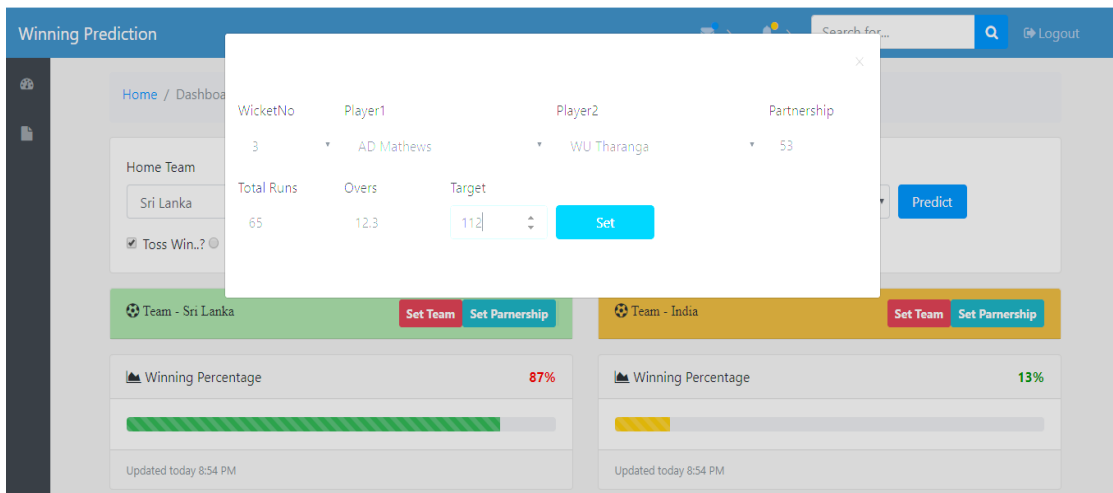 Winning Prediction
Search for...
Logout
×
Home / Dashboa
WicketNo Player1 Player2 Partnership
3 AD Mathews WU Tharanga 53
Home Team
Total Runs Overs Target
Sri Lanka
65 12.3 112 Set
Predict
Toss Win..?
Team - Sri Lanka Set Team Set Parnership
Team - India Set Team Set Parnership
Winning Percentage 87%
Winning Percentage 13%
Updated today 8:54 PM
Updated today 8:54 PM